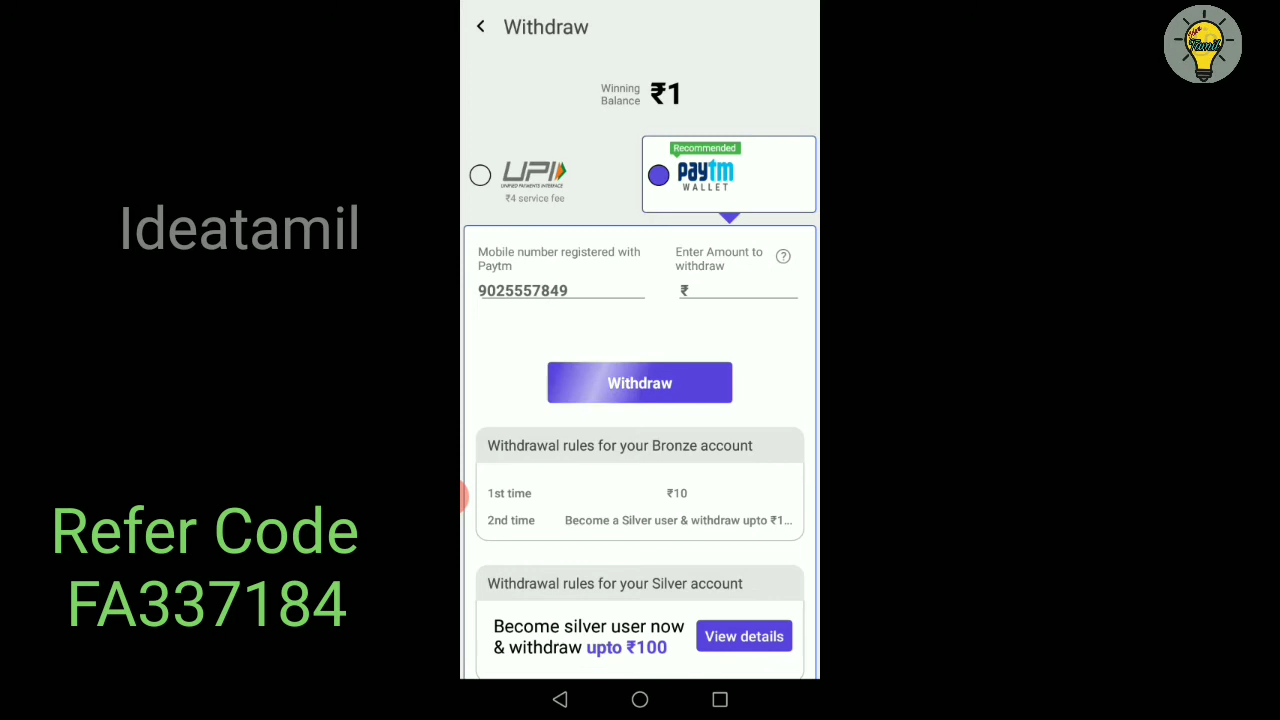 Withdraw
Winning
Balance
₹1
Recommended
UPI
UNIFIED PAYMENTS INTERFACE
₹4 service fee
paytm
WALLET
Mobile number registered with
Paytm
9025557849
Enter Amount to
withdraw
?
₹
Withdraw
Withdrawal rules for your Bronze account
1st time ₹10
2nd time Become a Silver user & withdraw upto ₹1...
Withdrawal rules for your Silver account
Become silver user now
& withdraw upto ₹100
View details
Ideatamil
Refer Code
FA337184
Tamil